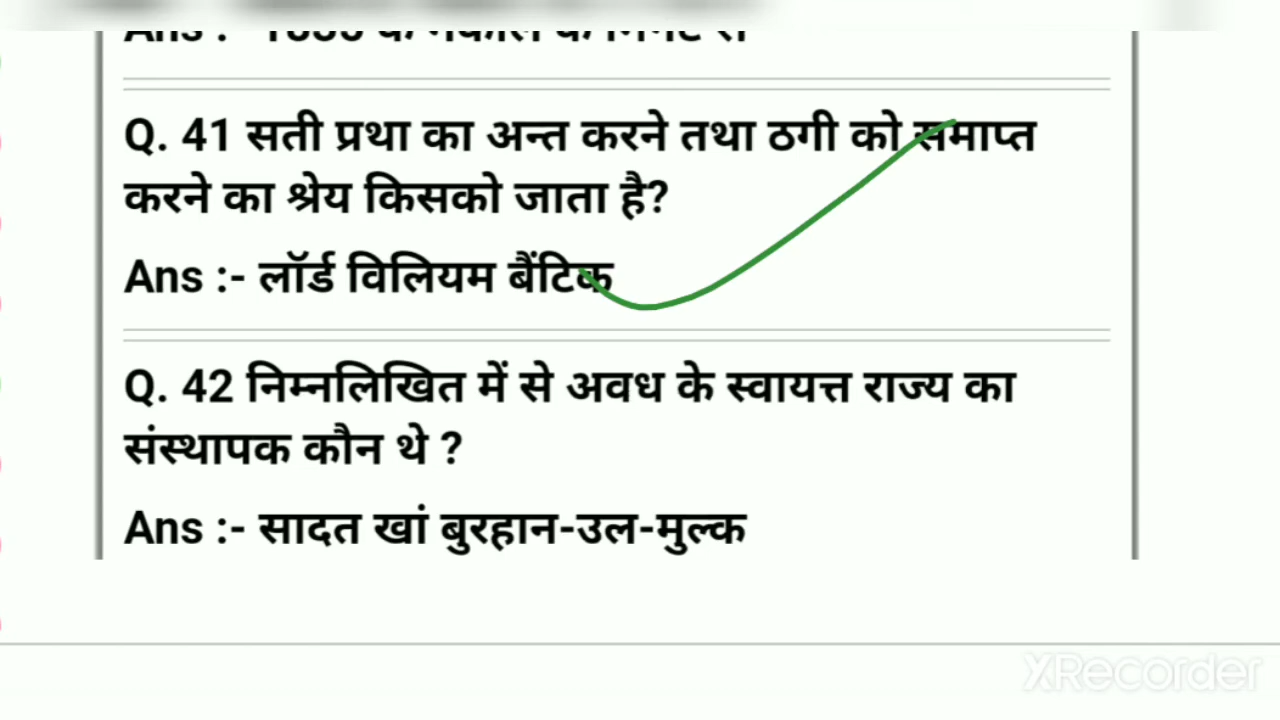 Q. 41 सती प्रथा का अन्त करने तथा ठगी को समाप्त
करने का श्रेय किसको जाता है?
Ans :- लॉर्ड विलियम बैंटिक
Q. 42 निम्नलिखित में से अवध के स्वायत्त राज्य का
संस्थापक कौन थे ?
Ans :- सादत खां बुरहान-उल-मुल्क
XRecorder